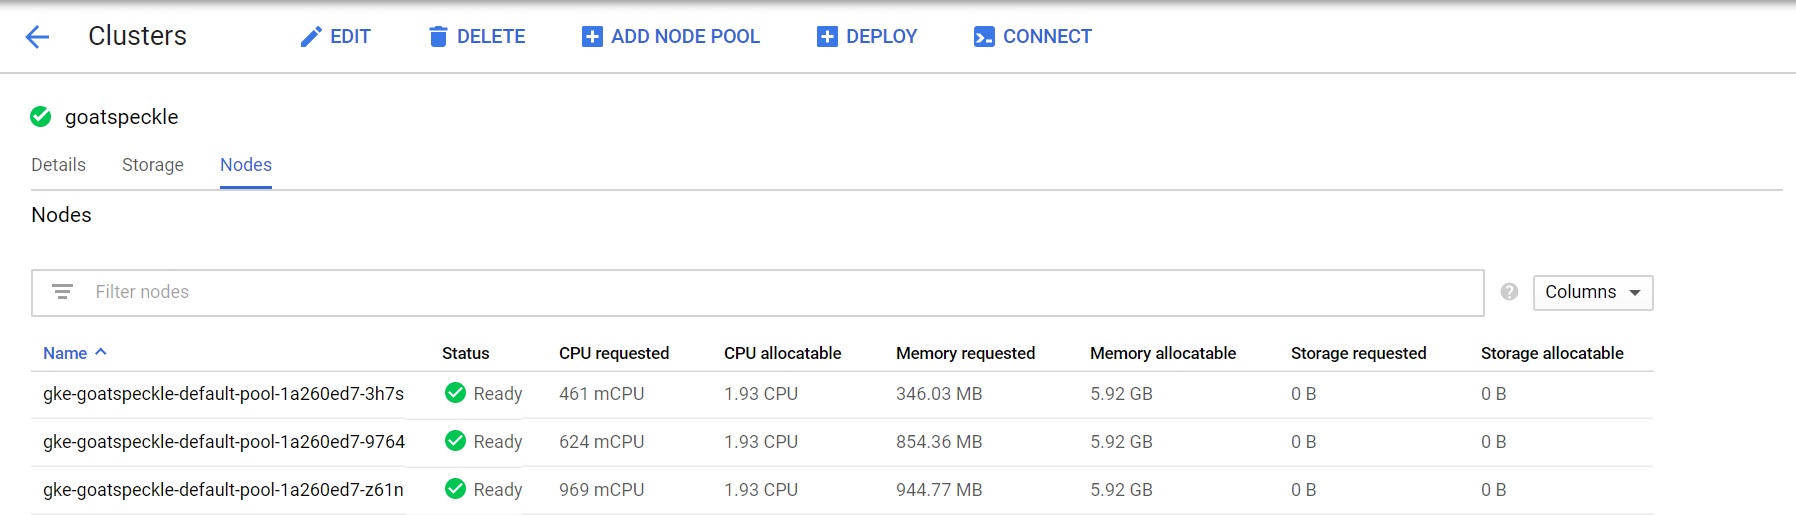 Clusters EDIT DELETE ADD NODE POOL DEPLOY CONNECT
goatspeckle
Details Storage Nodes
Nodes
Filter nodes Columns
Name Status CPU requested CPU allocatable Memory requested Memory allocatable Storage requested Storage allocatable
gke-goatspeckle-default-pool-1a260ed7-3h7s Ready 461 mCPU 1.93 CPU 346.03 MB 5.92 GB 0 B 0 B
gke-goatspeckle-default-pool-1a260ed7-9764 Ready 624 mCPU 1.93 CPU 854.36 MB 5.92 GB 0 B 0 B
gke-goatspeckle-default-pool-1a260ed7-z61n Ready 969 mCPU 1.93 CPU 944.77 MB 5.92 GB 0 B 0 B